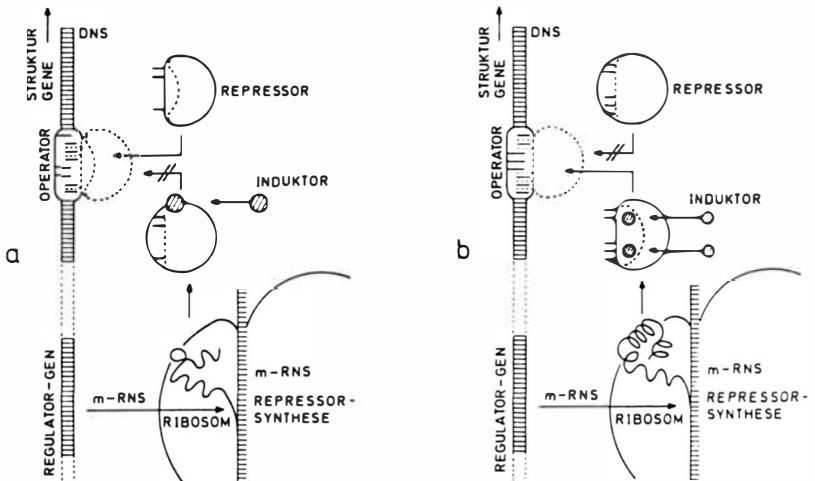 a
STRUKTUR
GENE
DNS
REPRESSOR
OPERATOR
INDUKTOR
REGULATOR-GEN
m-RNS
RIBOSOM
m-RNS
REPRESSOR-
SYNTHESE
b
STRUKTUR
GENE
DNS
REPRESSOR
OPERATOR
INDUKTOR
REGULATOR-GEN
m-RNS
RIBOSOM
m-RNS
REPRESSOR-
SYNTHESE